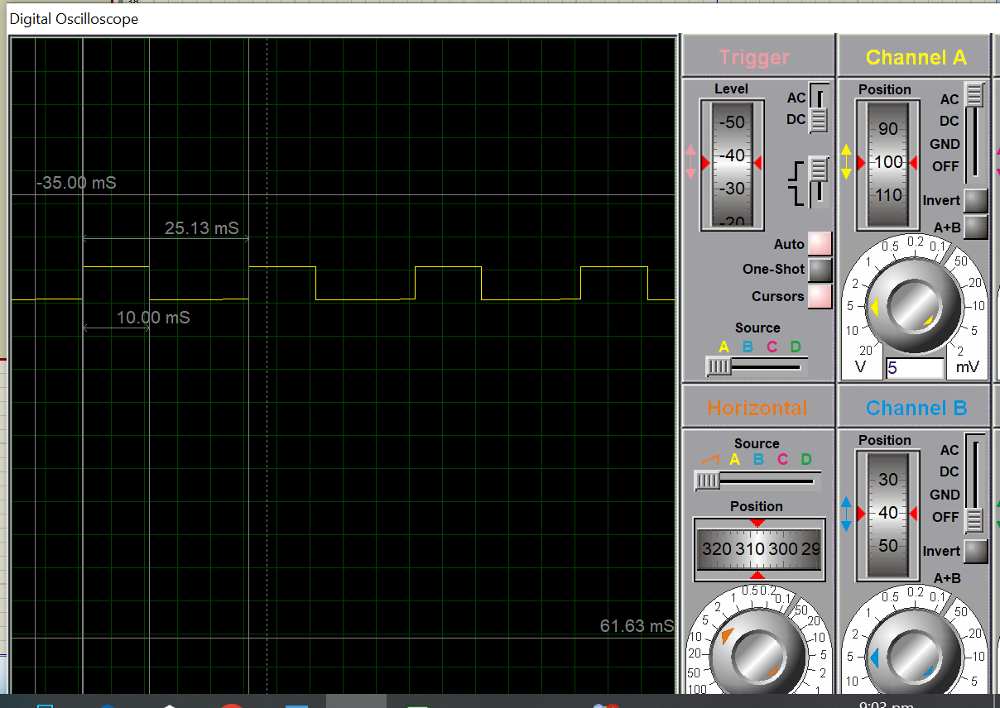 Digital Oscilloscope
-35.00 mS
25.13 mS
10.00 mS
61.63 mS
Trigger
Level
-50
-40
-30
-20
AC
DC
Auto
One-Shot
Cursors
Source
A B C D
Channel A
Position
90
100
110
AC
DC
GND
OFF
Invert
A+B
20
10
5
2
1
0.5
0.2
0.1
50
20
10
5
2
V
5
mV
Horizontal
Source
A B C D
Position
320 310 300 29
100
50
20
10
5
2
1
0.5
0.2
0.1
50
20
10
5
2
1
Channel B
Position
30
40
50
AC
DC
GND
OFF
Invert
A+B
10
5
2
1
0.5
0.2
0.1
50
20
10
5
9:03 pm